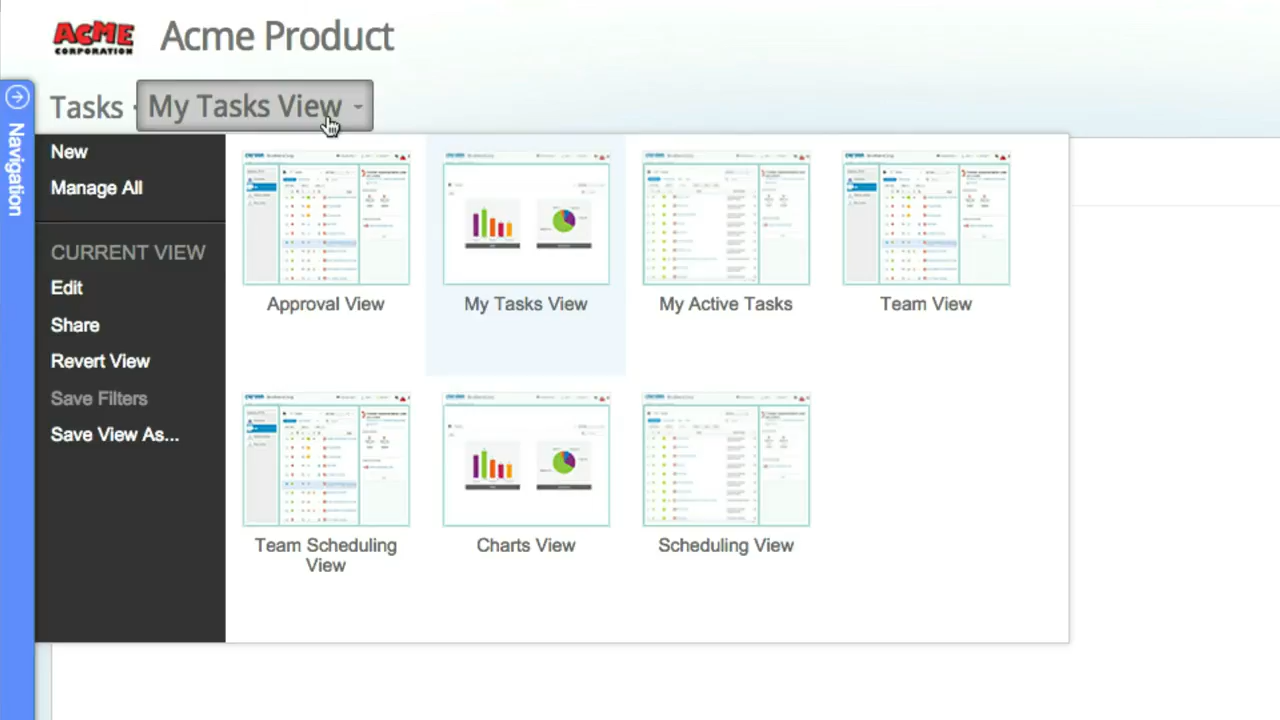 ACME
CORPORATION
Acme Product
Tasks
My Tasks View
Navigation
New
Manage All
CURRENT VIEW
Edit
Share
Revert View
Save Filters
Save View As...
Approval View
My Tasks View
My Active Tasks
Team View
Team Scheduling
View
Charts View
Scheduling View